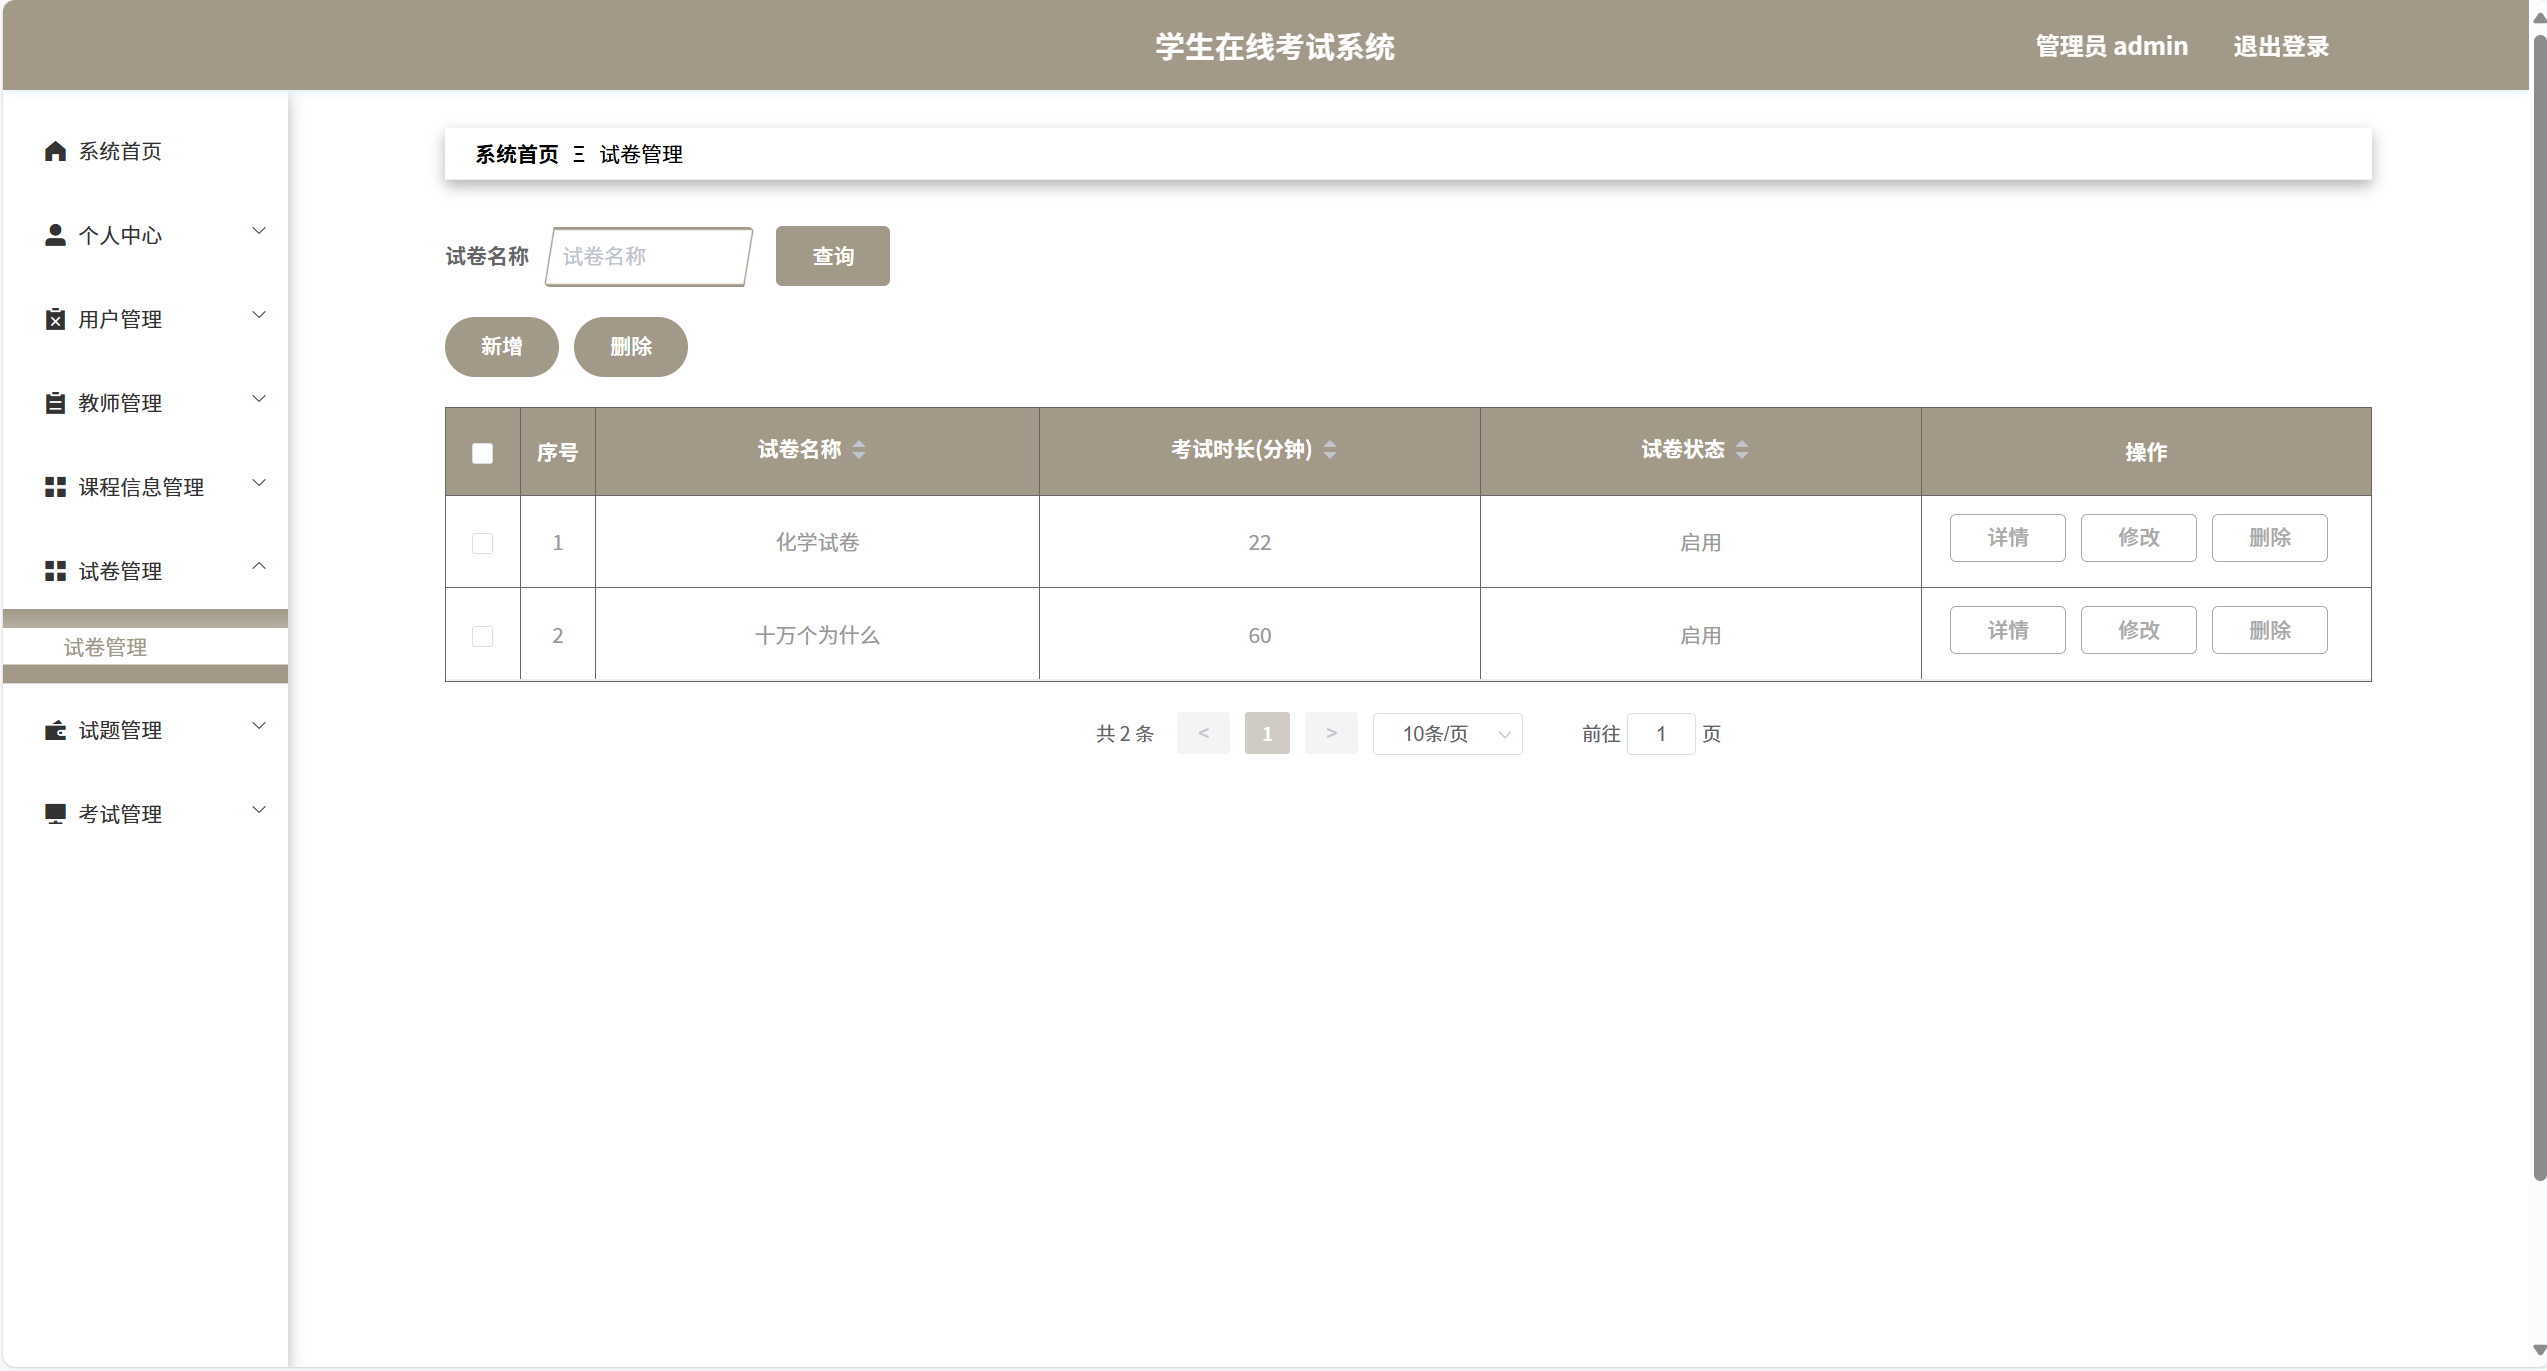 学生在线考试系统
管理员 admin
退出登录
系统首页
个人中心
用户管理
教师管理
课程信息管理
试卷管理
试卷管理
试题管理
考试管理
系统首页 Ξ 试卷管理
试卷名称 试卷名称 查询
新增 删除
序号 试卷名称 考试时长(分钟) 试卷状态 操作
1 化学试卷 22 启用 详情 修改 删除
2 十万个为什么 60 启用 详情 修改 删除
共 2 条 < 1 > 10条/页 前往 1 页